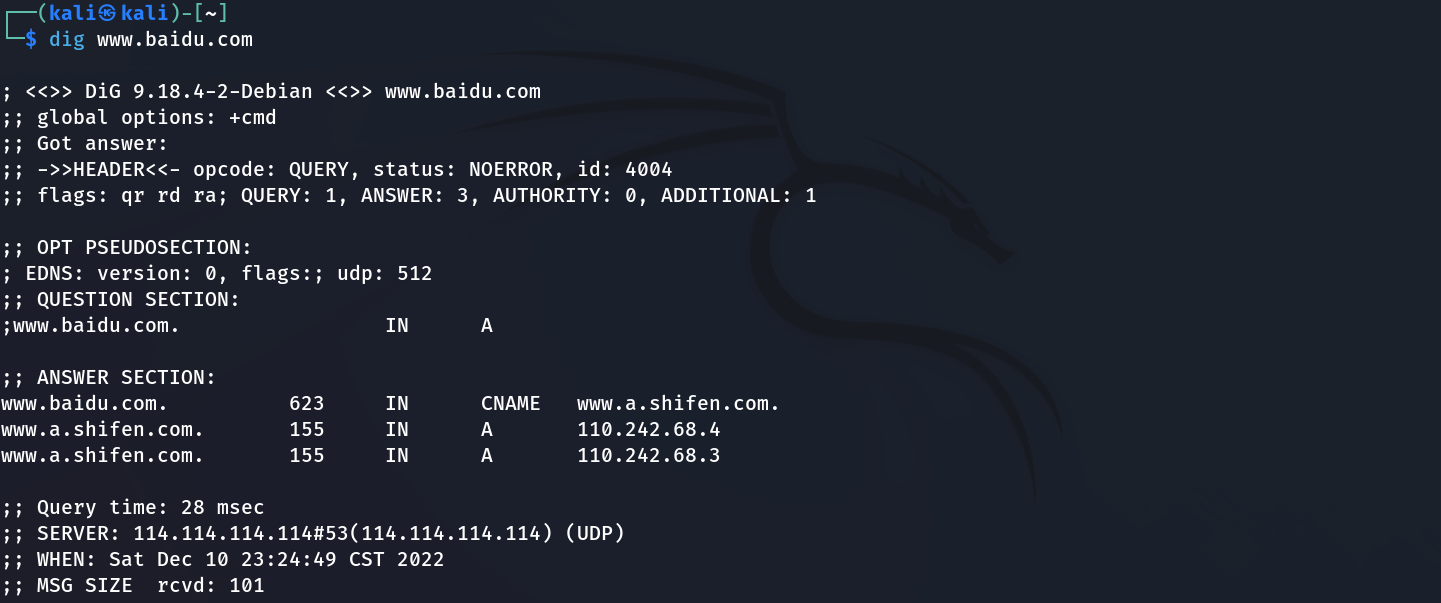 ┌──(kali㉿kali)-[~]
└─$ dig www.baidu.com

; <<>> DiG 9.18.4-2-Debian <<>> www.baidu.com
;; global options: +cmd
;; Got answer:
;; ->>HEADER<<- opcode: QUERY, status: NOERROR, id: 4004
;; flags: qr rd ra; QUERY: 1, ANSWER: 3, AUTHORITY: 0, ADDITIONAL: 1

;; OPT PSEUDOSECTION:
; EDNS: version: 0, flags:; udp: 512
;; QUESTION SECTION:
;www.baidu.com.                 IN      A

;; ANSWER SECTION:
www.baidu.com.          623     IN      CNAME   www.a.shifen.com.
www.a.shifen.com.       155     IN      A       110.242.68.4
www.a.shifen.com.       155     IN      A       110.242.68.3

;; Query time: 28 msec
;; SERVER: 114.114.114.114#53(114.114.114.114) (UDP)
;; WHEN: Sat Dec 10 23:24:49 CST 2022
;; MSG SIZE  rcvd: 101